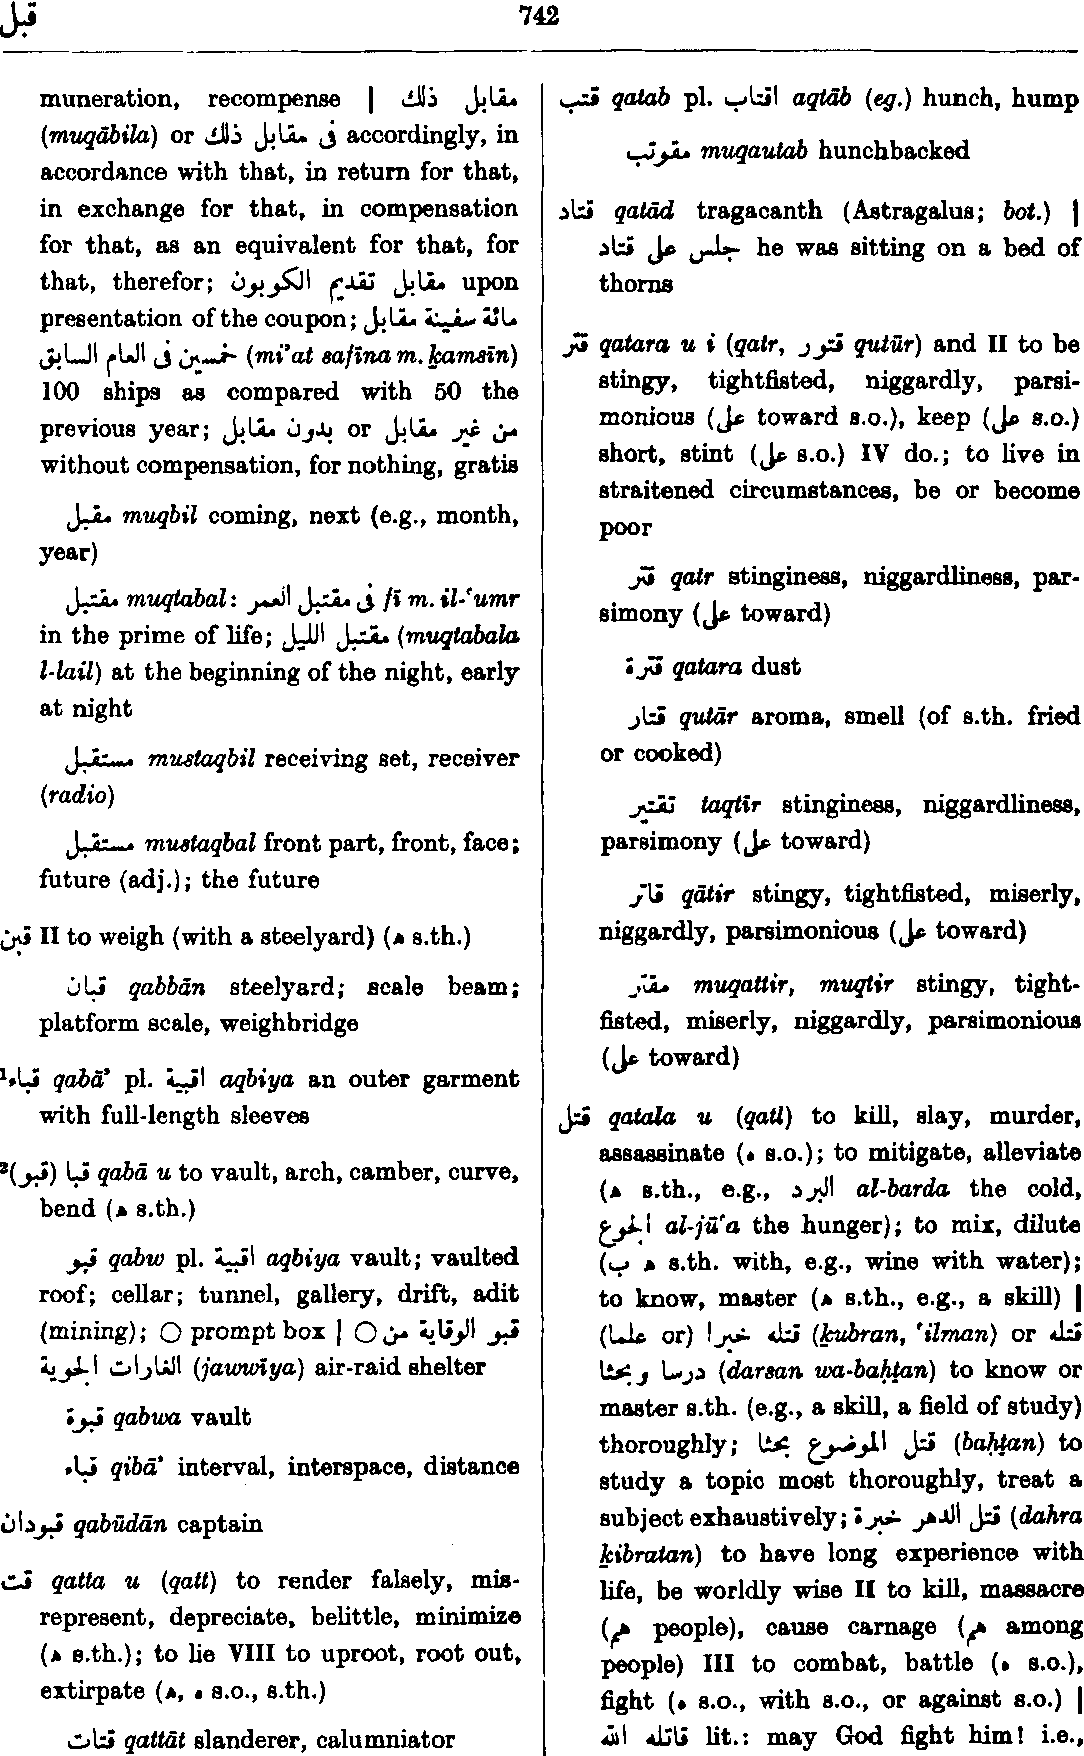 قبل
742
muneration, recompense | مقابل ذلك
(muqābila) or فى مقابل ذلك accordingly, in
accordance with that, in return for that,
in exchange for that, in compensation
for that, as an equivalent for that, for
that, therefor; مقابل تقديم الكوبون upon
presentation of the coupon; مائة سفينة مقابل
خمسين فى العام السابق (mi’at safīna m. ḵamsīn)
100 ships as compared with 50 the
previous year; بدون مقابل or من غير مقابل
without compensation, for nothing, gratis
مقبل muqbil coming, next (e.g., month,
year)
مقتبل muqtabal: فى مقتبل العمر fī m. il-‘umr
in the prime of life; مقتبل الليل (muqtabala
l-lail) at the beginning of the night, early
at night
مستقبل mustaqbil receiving set, receiver
(radio)
مستقبل mustaqbal front part, front, face;
future (adj.); the future
قبن II to weigh (with a steelyard) (ه s.th.)
قبان qabbān steelyard; scale beam;
platform scale, weighbridge
¹قباء qabā’ pl. اقبية aqbiya an outer garment
with full-length sleeves
²(قبو) قبا qabā u to vault, arch, camber, curve,
bend (ه s.th.)
قبو qabw pl. اقبية aqbiya vault; vaulted
roof; cellar; tunnel, gallery, drift, adit
(mining); ○ prompt box | ○ قبو الوقاية من
الغارات الجوية (jawwīya) air-raid shelter
قبوة qabwa vault
قباء qibā’ interval, interspace, distance
قبودان qabūdān captain
قت qatta u (qatt) to render falsely, mis-
represent, depreciate, belittle, minimize
(ه s.th.); to lie VIII to uproot, root out,
extirpate (ه, ه s.o., s.th.)
قتات qattāt slanderer, calumniator
قتب qatab pl. اقتاب aqtāb (eg.) hunch, hump
مقوتب muqautab hunchbacked
قتاد qatād tragacanth (Astragalus; bot.) |
جلس على قتاد he was sitting on a bed of
thorns
قتر qatara u i (qatr, قتور qutūr) and II to be
stingy, tightfisted, niggardly, parsi-
monious (على toward s.o.), keep (على s.o.)
short, stint (على s.o.) IV do.; to live in
straitened circumstances, be or become
poor
قتر qatr stinginess, niggardliness, par-
simony (على toward)
قترة qatara dust
قتار qutār aroma, smell (of s.th. fried
or cooked)
تقتير taqtīr stinginess, niggardliness,
parsimony (على toward)
قاتر qātir stingy, tightfisted, miserly,
niggardly, parsimonious (على toward)
مقتر muqattir, muqtir stingy, tight-
fisted, miserly, niggardly, parsimonious
(على toward)
قتل qatala u (qatl) to kill, slay, murder,
assassinate (ه s.o.); to mitigate, alleviate
(ه s.th., e.g., البرد al-barda the cold,
الجوع al-jū‘a the hunger); to mix, dilute
(ه ب s.th. with, e.g., wine with water);
to know, master (ه s.th., e.g., a skill) |
قتله خبرا (or علما) (ḵubran, ‘ilman) or قتله
درسا وبحثا (darsan wa-baḥṯan) to know or
master s.th. (e.g., a skill, a field of study)
thoroughly; قتل الموضوع بحثا (baḥṯan) to
study a topic most thoroughly, treat a
subject exhaustively; قتل الدهر خبرة (dahra
ḵibratan) to have long experience with
life, be worldly wise II to kill, massacre
(هم people), cause carnage (هم among
people) III to combat, battle (ه s.o.),
fight (ه s.o., with s.o., or against s.o.) |
قاتله الله lit.: may God fight him! i.e.,